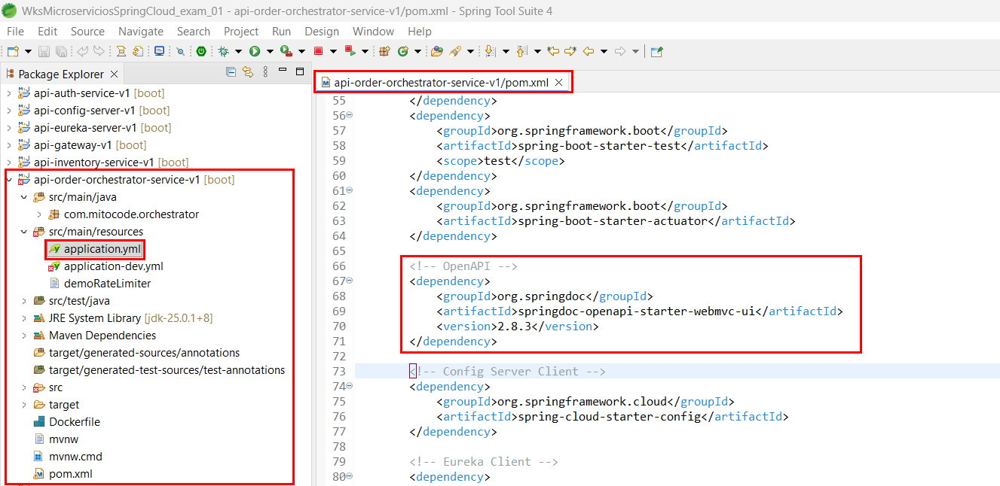 WksMicroserviciosSpringCloud_exam_01 - api-order-orchestrator-service-v1/pom.xml - Spring Tool Suite 4
File Edit Source Navigate Search Project Run Design Window Help
Package Explorer
api-auth-service-v1 [boot]
api-config-server-v1 [boot]
api-eureka-server-v1 [boot]
api-gateway-v1 [boot]
api-inventory-service-v1 [boot]
api-order-orchestrator-service-v1 [boot]
src/main/java
com.mitocode.orchestrator
src/main/resources
application.yml
application-dev.yml
demoRateLimiter
src/test/java
JRE System Library [jdk-25.0.1+8]
Maven Dependencies
target/generated-sources/annotations
target/generated-test-sources/test-annotations
src
target
Dockerfile
mvnw
mvnw.cmd
pom.xml
api-order-orchestrator-service-v1/pom.xml
55 </dependency>
56 <dependency>
57 <groupId>org.springframework.boot</groupId>
58 <artifactId>spring-boot-starter-test</artifactId>
59 <scope>test</scope>
60 </dependency>
61 <dependency>
62 <groupId>org.springframework.boot</groupId>
63 <artifactId>spring-boot-starter-actuator</artifactId>
64 </dependency>
65
66 <!-- OpenAPI -->
67 <dependency>
68 <groupId>org.springdoc</groupId>
69 <artifactId>springdoc-openapi-starter-webmvc-ui</artifactId>
70 <version>2.8.3</version>
71 </dependency>
72
73 <!-- Config Server Client -->
74 <dependency>
75 <groupId>org.springframework.cloud</groupId>
76 <artifactId>spring-cloud-starter-config</artifactId>
77 </dependency>
78
79 <!-- Eureka Client -->
80 <dependency>